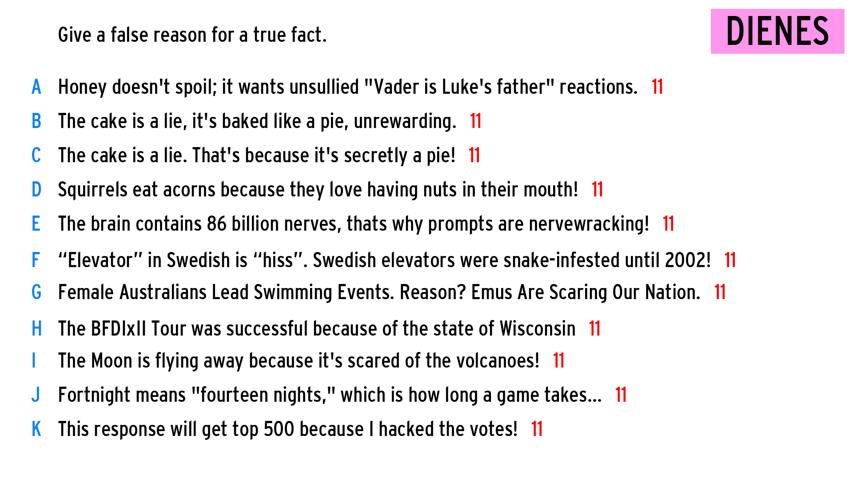 Give a false reason for a true fact.
DIENES
A Honey doesn't spoil; it wants unsullied "Vader is Luke's father" reactions. 11
B The cake is a lie, it's baked like a pie, unrewarding. 11
C The cake is a lie. That's because it's secretly a pie! 11
D Squirrels eat acorns because they love having nuts in their mouth! 11
E The brain contains 86 billion nerves, thats why prompts are nervewracking! 11
F “Elevator” in Swedish is “hiss”. Swedish elevators were snake-infested until 2002! 11
G Female Australians Lead Swimming Events. Reason? Emus Are Scaring Our Nation. 11
H The BFDIxII Tour was successful because of the state of Wisconsin 11
I The Moon is flying away because it's scared of the volcanoes! 11
J Fortnight means "fourteen nights," which is how long a game takes... 11
K This response will get top 500 because I hacked the votes! 11